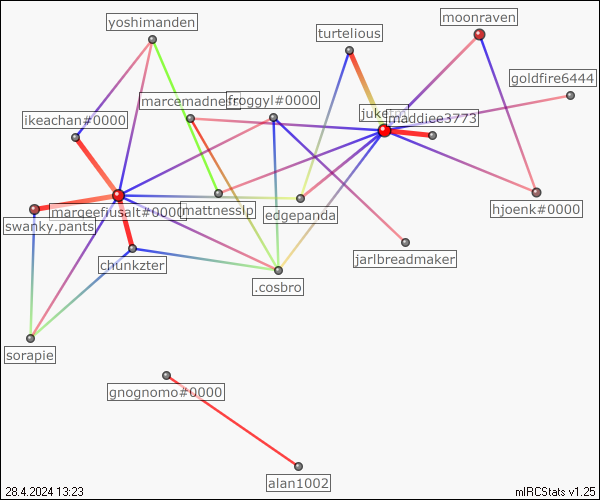 yoshimanden
moonraven
turtelious
goldfire6444
marcemadness
froggyl#0000
ikeachan#0000
maddiee3773
margeefiusalt#0000
mattnesslp
edgepanda
hjoenk#0000
swanky.pants
chunkzter
jarlbreadmaker
.cosbro
sorapie
gnognomo#0000
alan1002
28.4.2024 13:23
mIRCStats v1.25